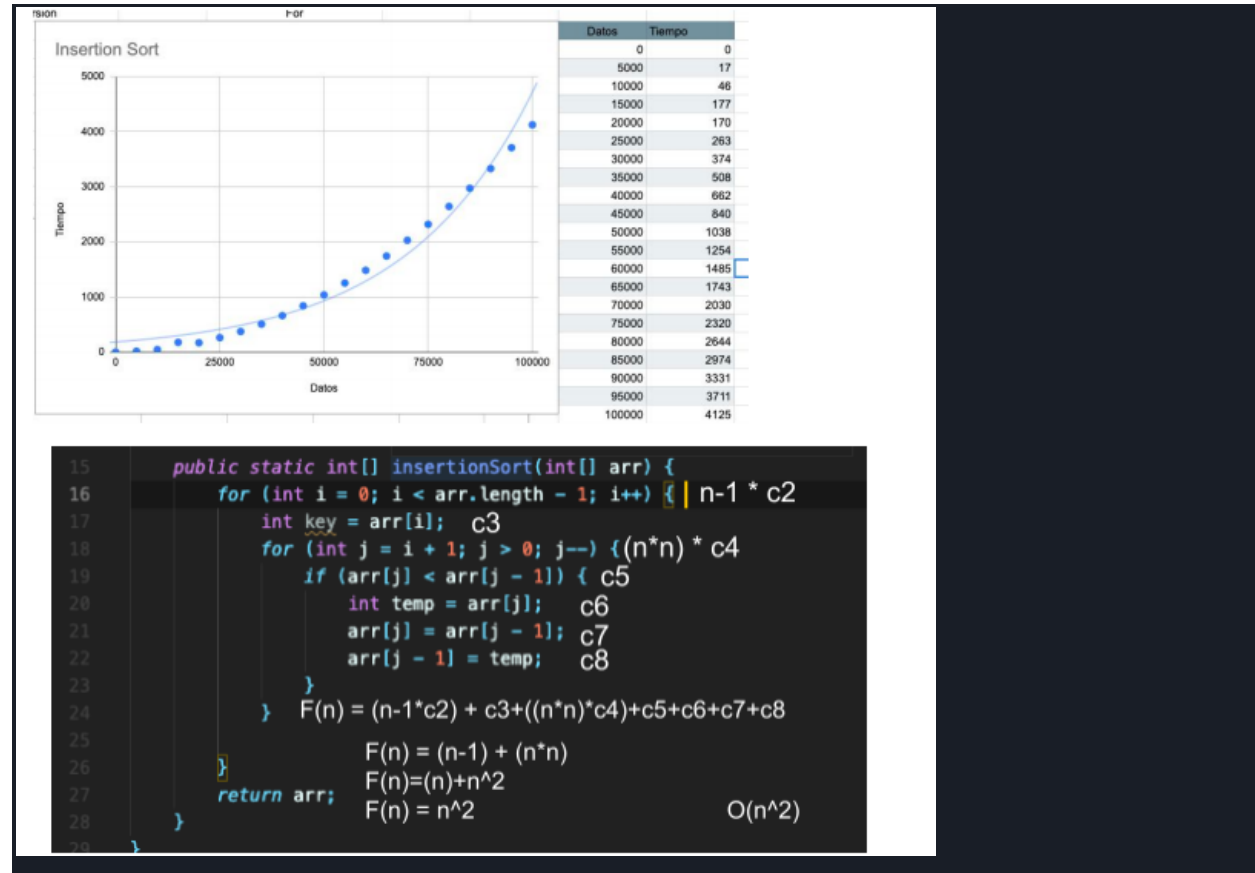 For
Insertion Sort
5000
4000
3000
2000
1000
0
Tiempo
0 25000 50000 75000 100000
Datos
Datos Tiempo
0 0
5000 17
10000 46
15000 177
20000 170
25000 263
30000 374
35000 508
40000 662
45000 840
50000 1038
55000 1254
60000 1485
65000 1743
70000 2030
75000 2320
80000 2644
85000 2974
90000 3331
95000 3711
100000 4125
15 public static int[] insertionSort(int[] arr) {
16 for (int i = 0; i < arr.length - 1; i++) { n-1 * c2
17 int key = arr[i]; c3
18 for (int j = i + 1; j > 0; j--) { (n*n) * c4
19 if (arr[j] < arr[j - 1]) { c5
20 int temp = arr[j]; c6
21 arr[j] = arr[j - 1]; c7
22 arr[j - 1] = temp; c8
23 }
24 } F(n) = (n-1*c2) + c3+((n*n)*c4)+c5+c6+c7+c8
25 F(n) = (n-1) + (n*n)
26 } F(n)=(n)+n^2
27 return arr; F(n) = n^2 O(n^2)
28 }
29 }